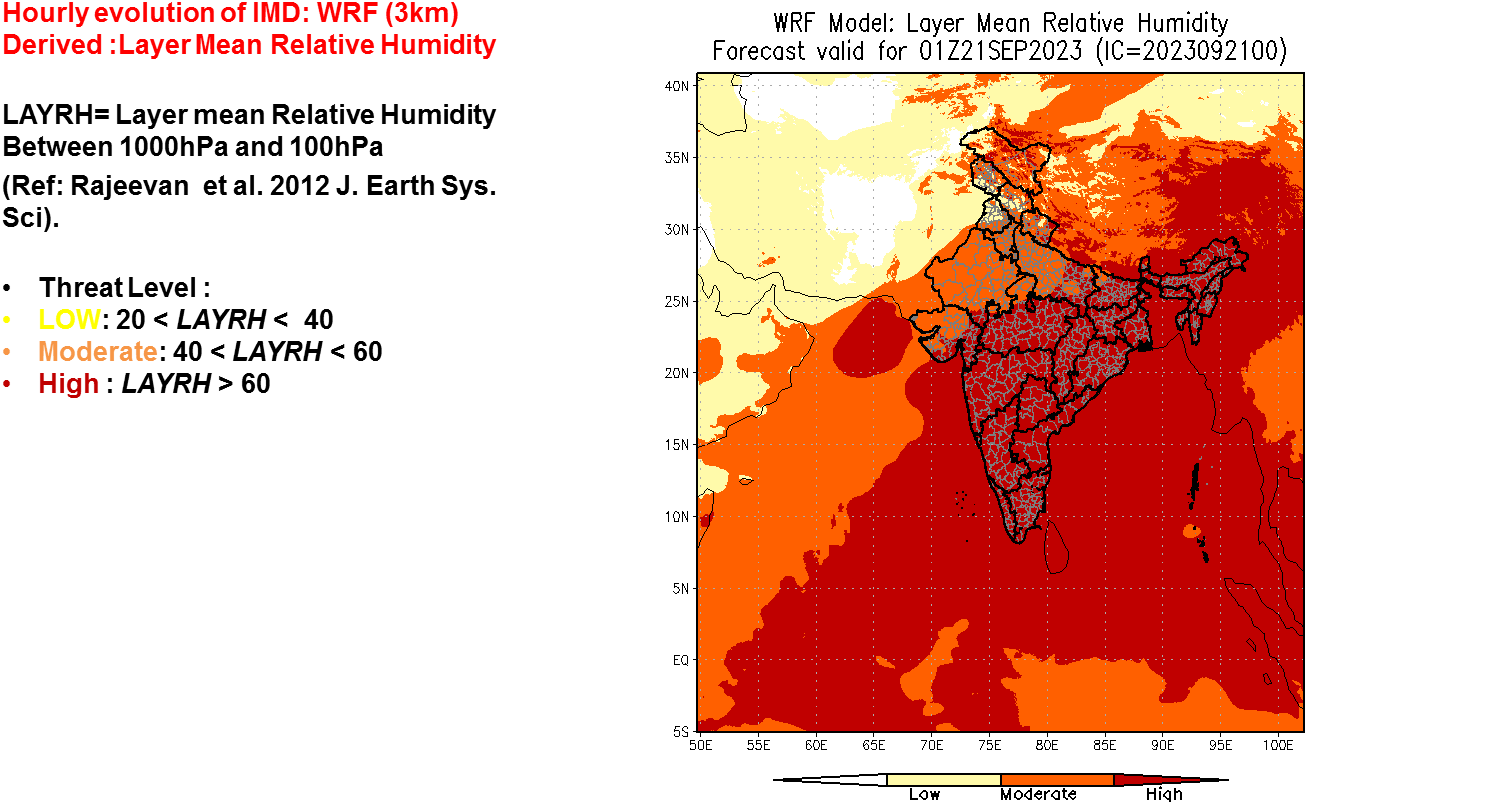 Hourly evolution of IMD: WRF (3km)
Derived :Layer Mean Relative Humidity
LAYRH= Layer mean Relative Humidity
Between 1000hPa and 100hPa
(Ref: Rajeevan et al. 2012 J. Earth Sys.
Sci).
• Threat Level :
• LOW: 20 < LAYRH < 40
• Moderate: 40 < LAYRH < 60
• High : LAYRH > 60
WRF Model: Layer Mean Relative Humidity
Forecast valid for 01Z21SEP2023 (IC=2023092100)
40N
35N
30N
25N
20N
15N
10N
5N
EQ
5S
50E 55E 60E 65E 70E 75E 80E 85E 90E 95E 100E
Low Moderate High